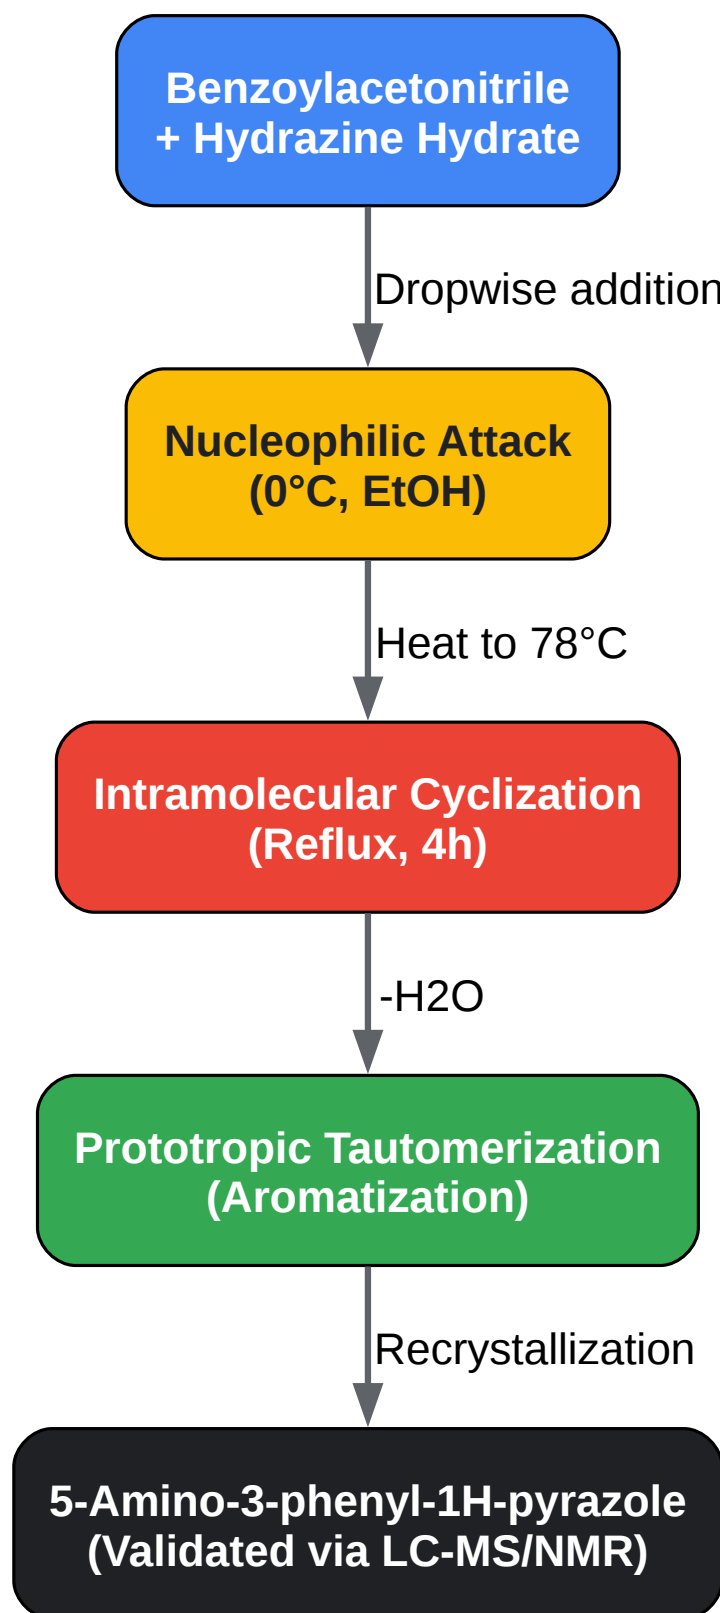 Benzoylacetonitrile
+ Hydrazine Hydrate
Dropwise addition
Nucleophilic Attack
(0°C, EtOH)
Heat to 78°C
Intramolecular Cyclization
(Reflux, 4h)
-H2O
Prototropic Tautomerization
(Aromatization)
Recrystallization
5-Amino-3-phenyl-1H-pyrazole
(Validated via LC-MS/NMR)